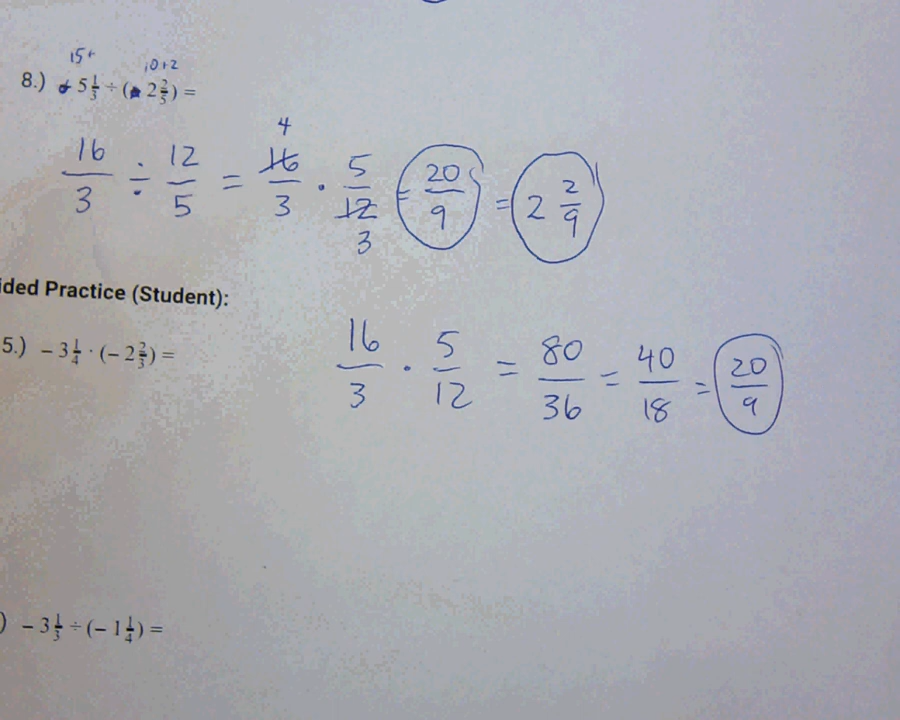 15+ 10+2
8.) 5 1/3 ÷ ( 2 2/5) =
16/3 ÷ 12/5 = 4 16/3 · 5/12 3 = 20/9 = 2 2/9
ided Practice (Student):
5.) - 3 1/4 · (- 2 2/3) =
16/3 · 5/12 = 80/36 = 40/18 = 20/9
) - 3 1/3 ÷ (- 1 1/4) =